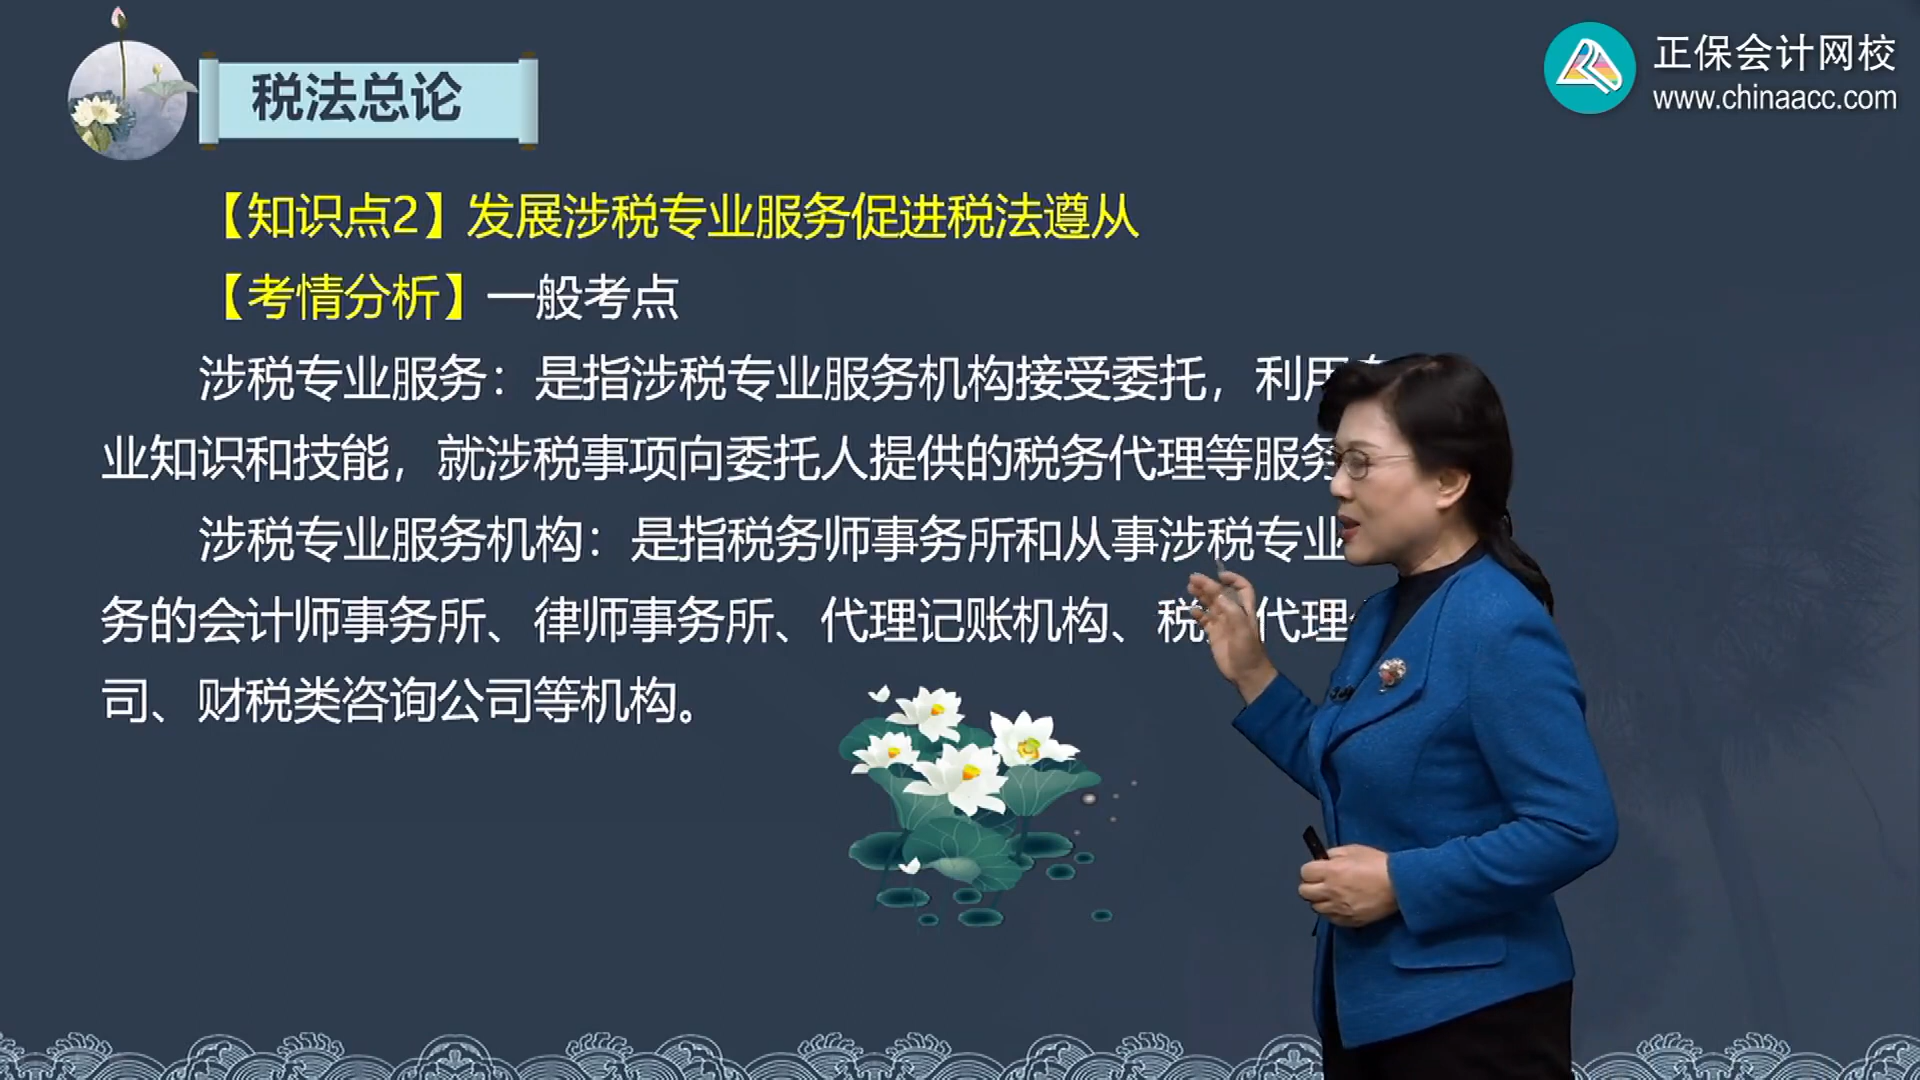 税法总论
正保会计网校
www.chinaacc.com
【知识点2】发展涉税专业服务促进税法遵从
【考情分析】一般考点
涉税专业服务：是指涉税专业服务机构接受委托，利用
业知识和技能，就涉税事项向委托人提供的税务代理等服务
涉税专业服务机构：是指税务师事务所和从事涉税专业
务的会计师事务所、律师事务所、代理记账机构、税 代理
司、财税类咨询公司等机构。